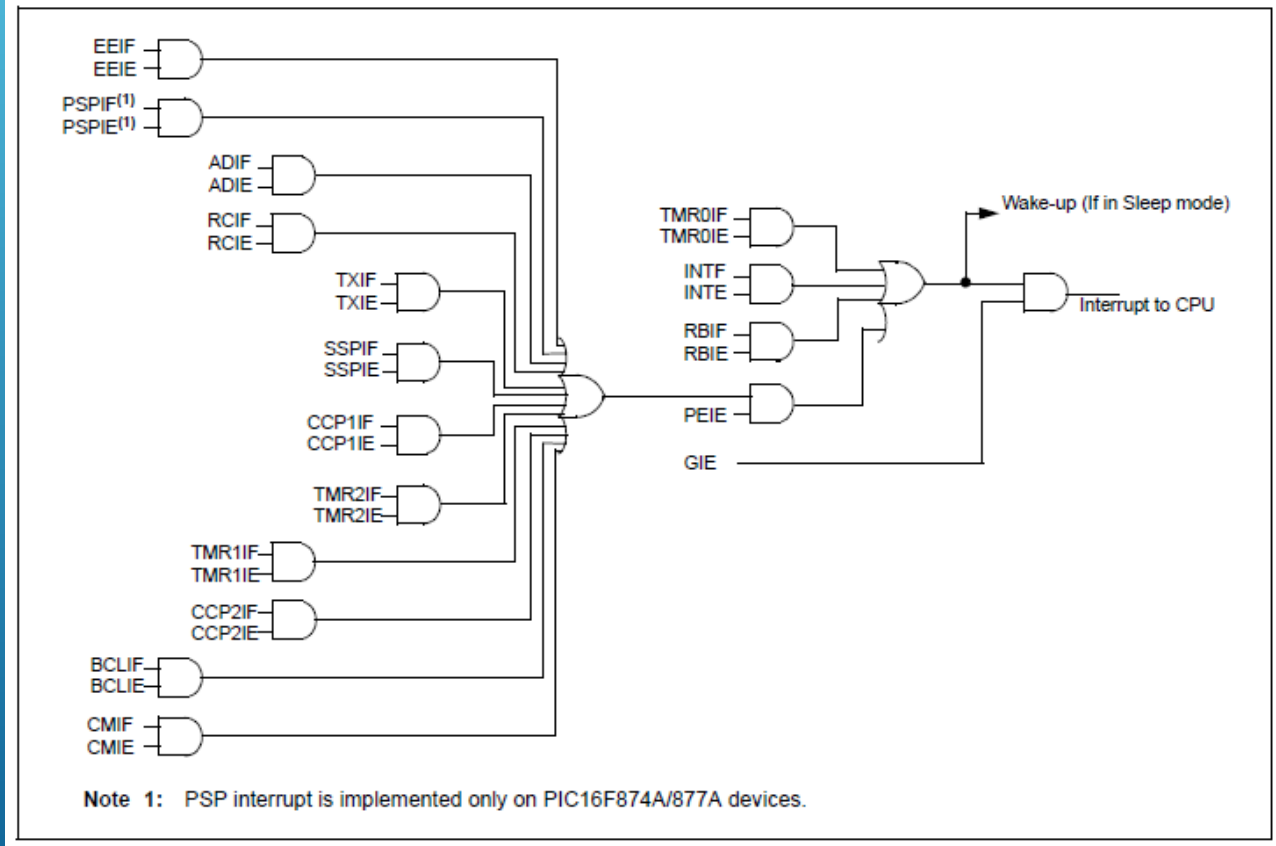 EEIF
EEIE
PSPIF(1)
PSPIE(1)
ADIF
ADIE
RCIF
RCIE
TXIF
TXIE
SSPIF
SSPIE
CCP1IF
CCP1IE
TMR2IF
TMR2IE
TMR1IF
TMR1IE
CCP2IF
CCP2IE
BCLIF
BCLIE
CMIF
CMIE
TMR0IF
TMR0IE
INTF
INTE
RBIF
RBIE
PEIE
GIE
Wake-up (If in Sleep mode)
Interrupt to CPU
Note 1: PSP interrupt is implemented only on PIC16F874A/877A devices.